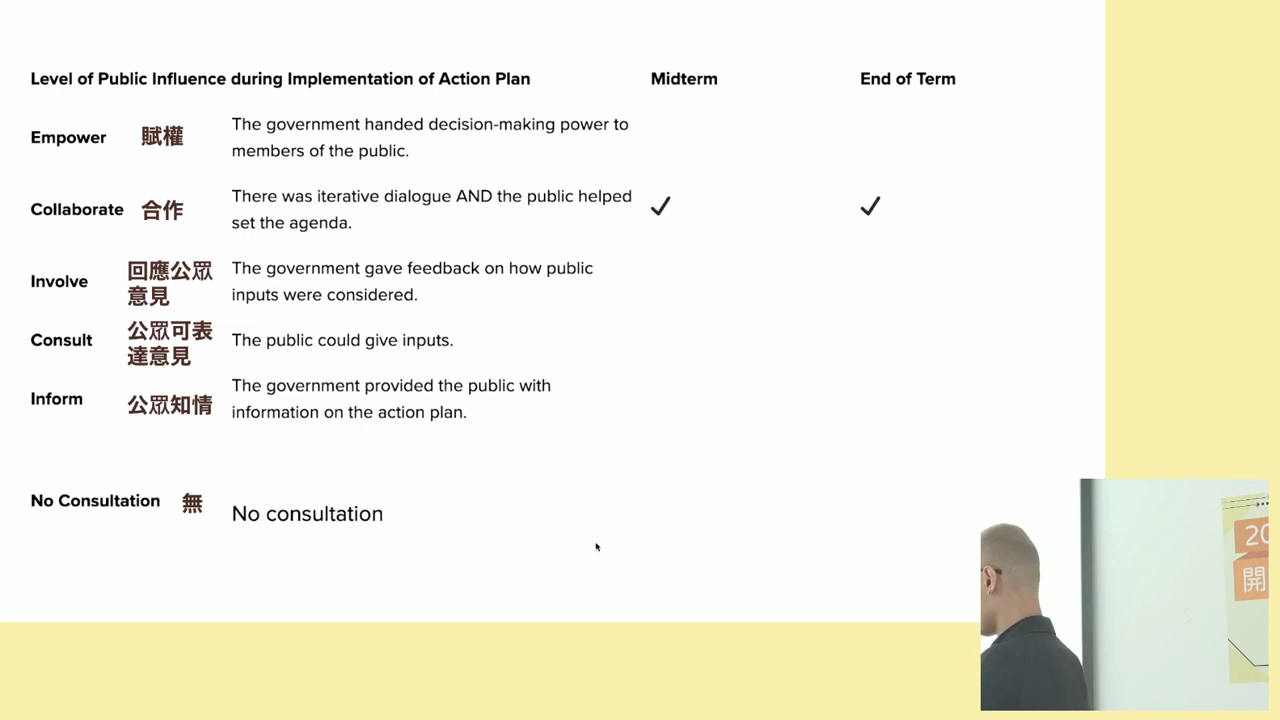 Level of Public Influence during Implementation of Action Plan Midterm End of Term
Empower 賦權 The government handed decision-making power to
members of the public.
Collaborate 合作 There was iterative dialogue AND the public helped ✓ ✓
set the agenda.
Involve 回應公眾
意見 The government gave feedback on how public
inputs were considered.
Consult 公眾可表
達意見 The public could give inputs.
Inform 公眾知情 The government provided the public with
information on the action plan.
No Consultation 無 No consultation
20
開